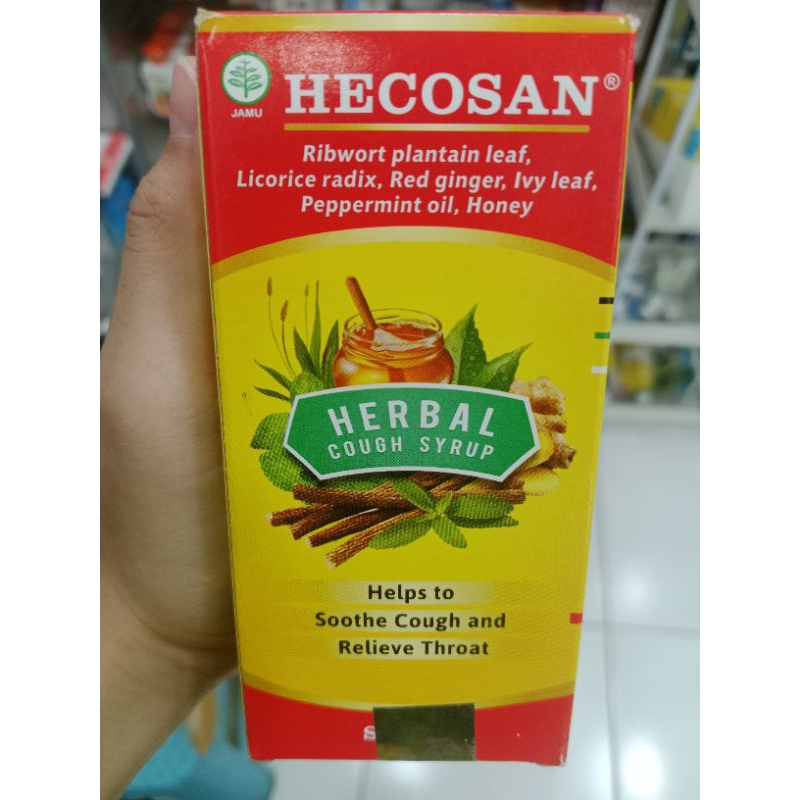 JAMU
HECOSAN®
Ribwort plantain leaf,
Licorice radix, Red ginger, Ivy leaf,
Peppermint oil, Honey
HERBAL
COUGH SYRUP
Helps to
Soothe Cough and
Relieve Throat